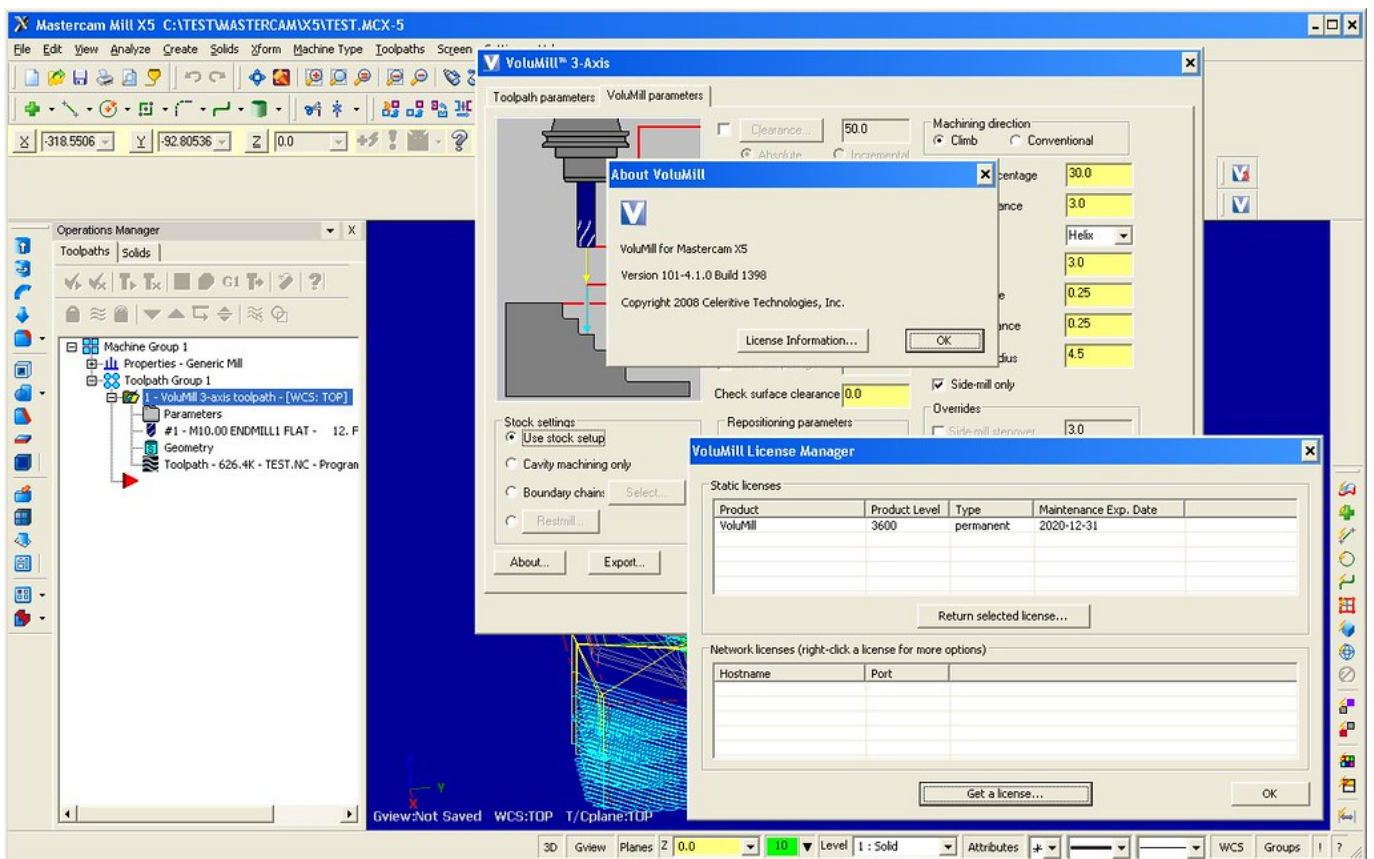 Mastercam Mill X5 C:\TEST\MASTERCAM\X5\TEST.MCX-5
File Edit View Analyze Create Solids Xform Machine Type Toolpaths Screen
X -318.5506 Y -92.80536 Z 0.0
Operations Manager
Toolpaths Solids
G1
Machine Group 1
Properties - Generic Mill
Toolpath Group 1
1 - VoluMill 3-axis toolpath - [WCS: TOP]
Parameters
#1 - M10.00 ENDMILL1 FLAT - 12. F
Geometry
Toolpath - 626.4K - TEST.NC - Progran
VoluMill™ 3-Axis
Toolpath parameters VoluMill parameters
Clearance... 50.0
Absolute Incremental
Machining direction
Climb Conventional
centage 30.0
ance 3.0
Helix
3.0
e 0.25
ance 0.25
dius 4.5
Check surface clearance 0.0
Side-mill only
Overrides
Side-mill stepover 3.0
Stock settings
Use stock setup
Cavity machining only
Boundary chains Select...
Restmill...
Repositioning parameters
About... Export...
About VoluMill
VoluMill for Mastercam X5
Version 101-4.1.0 Build 1398
Copyright 2008 Celeritive Technologies, Inc.
License Information... OK
VoluMill License Manager
Static licenses
Product Product Level Type Maintenance Exp. Date
VoluMill 3600 permanent 2020-12-31
Return selected license...
Network licenses (right-click a license for more options)
Hostname Port
Get a license... OK
Y
X
Gview:Not Saved WCS:TOP T/Cplane:TOP
3D Gview Planes Z 0.0 10 Level 1 : Solid Attributes WCS Groups ! ?